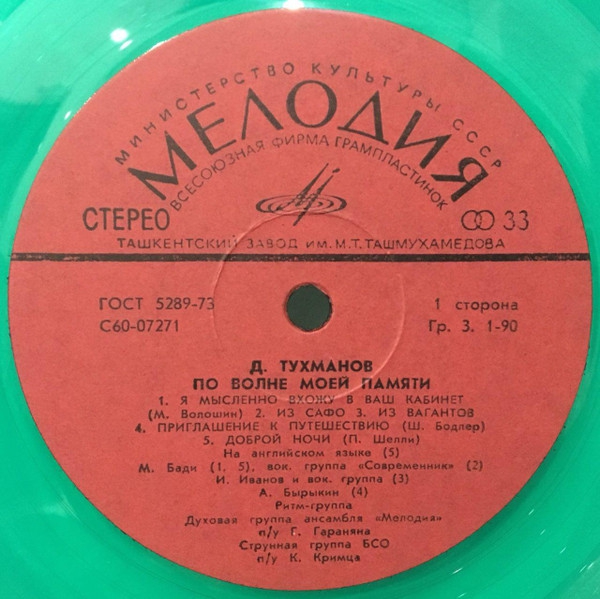 МИНИСТЕРСТВО КУЛЬТУРЫ СССР
МЕЛОДИЯ
ВСЕСОЮЗНАЯ ФИРМА ГРАМПЛАСТИНОК
СТЕРЕО 33
ТАШКЕНТСКИЙ ЗАВОД ИМ. М.Т. ТАШМУХАМЕДОВА
ГОСТ 5289-73 1 сторона
С60-07271 Гр. 3. 1-90
Д. ТУХМАНОВ
ПО ВОЛНЕ МОЕЙ ПАМЯТИ
1. Я МЫСЛЕННО ВХОЖУ В ВАШ КАБИНЕТ
(М. Волошин) 2. ИЗ САФО 3. ИЗ ВАГАНТОВ
4. ПРИГЛАШЕНИЕ К ПУТЕШЕСТВИЮ (Ш. Бодлер)
5. ДОБРОЙ НОЧИ (П. Шелли)
На английском языке (5)
М. Бади (1, 5), вок. группа «Современник» (2)
И. Иванов и вок. группа (3)
А. Бырыкин (4)
Ритм-группа
Духовая группа ансамбля «Мелодия»
п/у Г. Гараняна
Струнная группа БСО
п/у К. Кримца